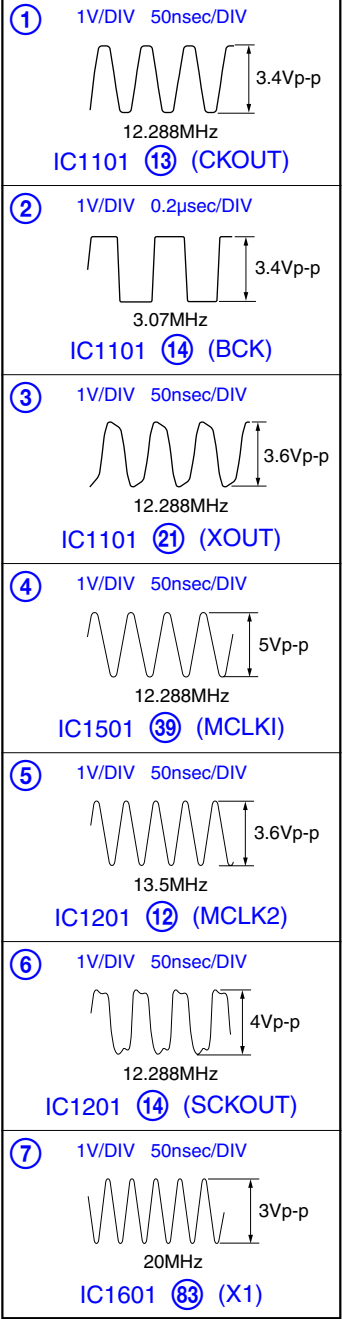 ① 1V/DIV 50nsec/DIV
3.4Vp-p
12.288MHz
IC1101 ⑬ (CKOUT)
② 1V/DIV 0.2µsec/DIV
3.4Vp-p
3.07MHz
IC1101 ⑭ (BCK)
③ 1V/DIV 50nsec/DIV
3.6Vp-p
12.288MHz
IC1101 ㉑ (XOUT)
④ 1V/DIV 50nsec/DIV
5Vp-p
12.288MHz
IC1501 ㊴ (MCLKI)
⑤ 1V/DIV 50nsec/DIV
3.6Vp-p
13.5MHz
IC1201 ⑫ (MCLK2)
⑥ 1V/DIV 50nsec/DIV
4Vp-p
12.288MHz
IC1201 ⑭ (SCKOUT)
⑦ 1V/DIV 50nsec/DIV
3Vp-p
20MHz
IC1601 83 (X1)